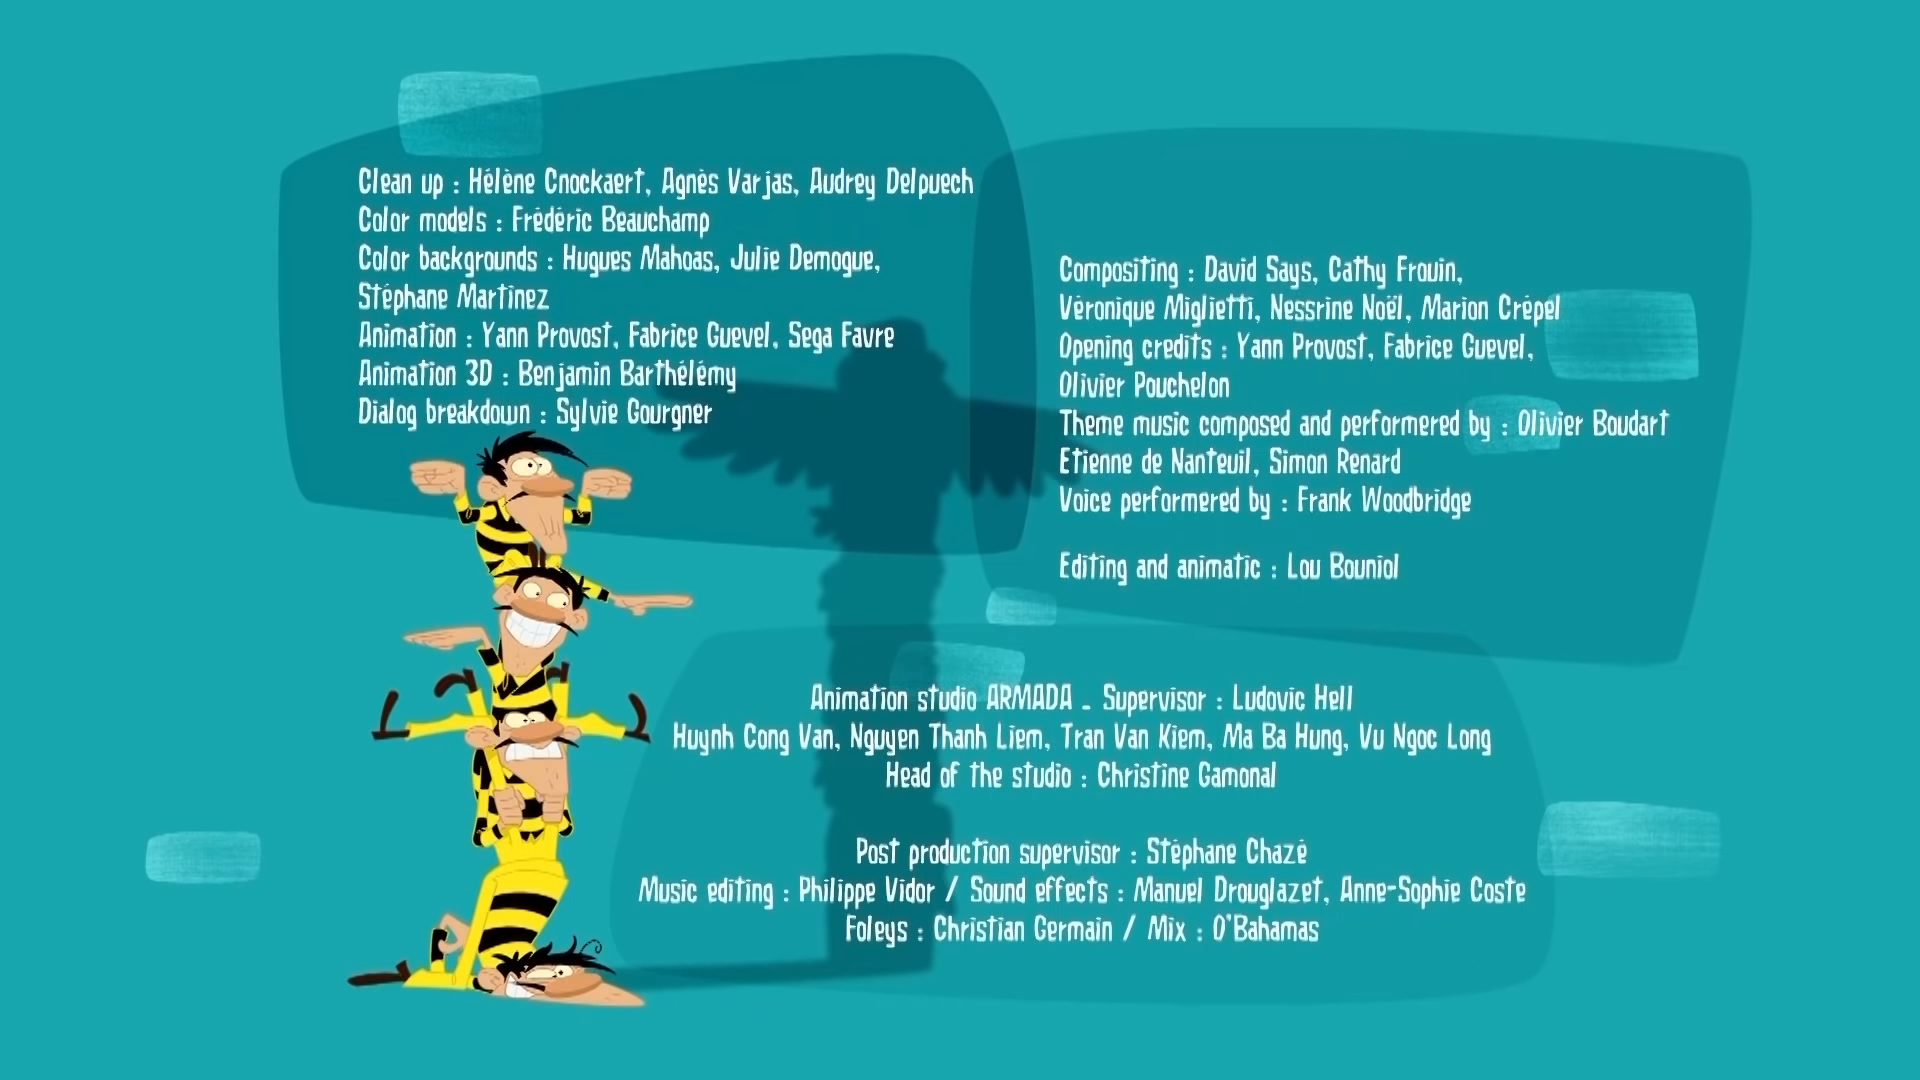 Clean up : Hélène Cnockaert, Agnès Varjas, Audrey Delpuech
Color models : Frédéric Beauchamp
Color backgrounds : Hugues Mahoas, Julie Demogue,
Stéphane Martinez
Animation : Yann Provost, Fabrice Guevel, Sega Favre
Animation 3D : Benjamin Barthélémy
Dialog breakdown : Sylvie Gourgner
Compositing : David Says, Cathy Frouin,
Véronique Miglietti, Nessrine Noël, Marion Crépel
Opening credits : Yann Provost, Fabrice Guevel,
Olivier Pouchelon
Theme music composed and performered by : Olivier Boudart
Etienne de Nanteuil, Simon Renard
Voice performered by : Frank Woodbridge
Editing and animatic : Lou Bouniol
Animation studio ARMADA - Supervisor : Ludovic Hell
Huynh Cong Van, Nguyen Thanh Liem, Tran Van Kiem, Ma Ba Hung, Vu Ngoc Long
Head of the studio : Christine Gamonal
Post production supervisor : Stéphane Chazé
Music editing : Philippe Vidor / Sound effects : Manuel Drouglazet, Anne-Sophie Coste
Foleys : Christian Germain / Mix : O'Bahamas